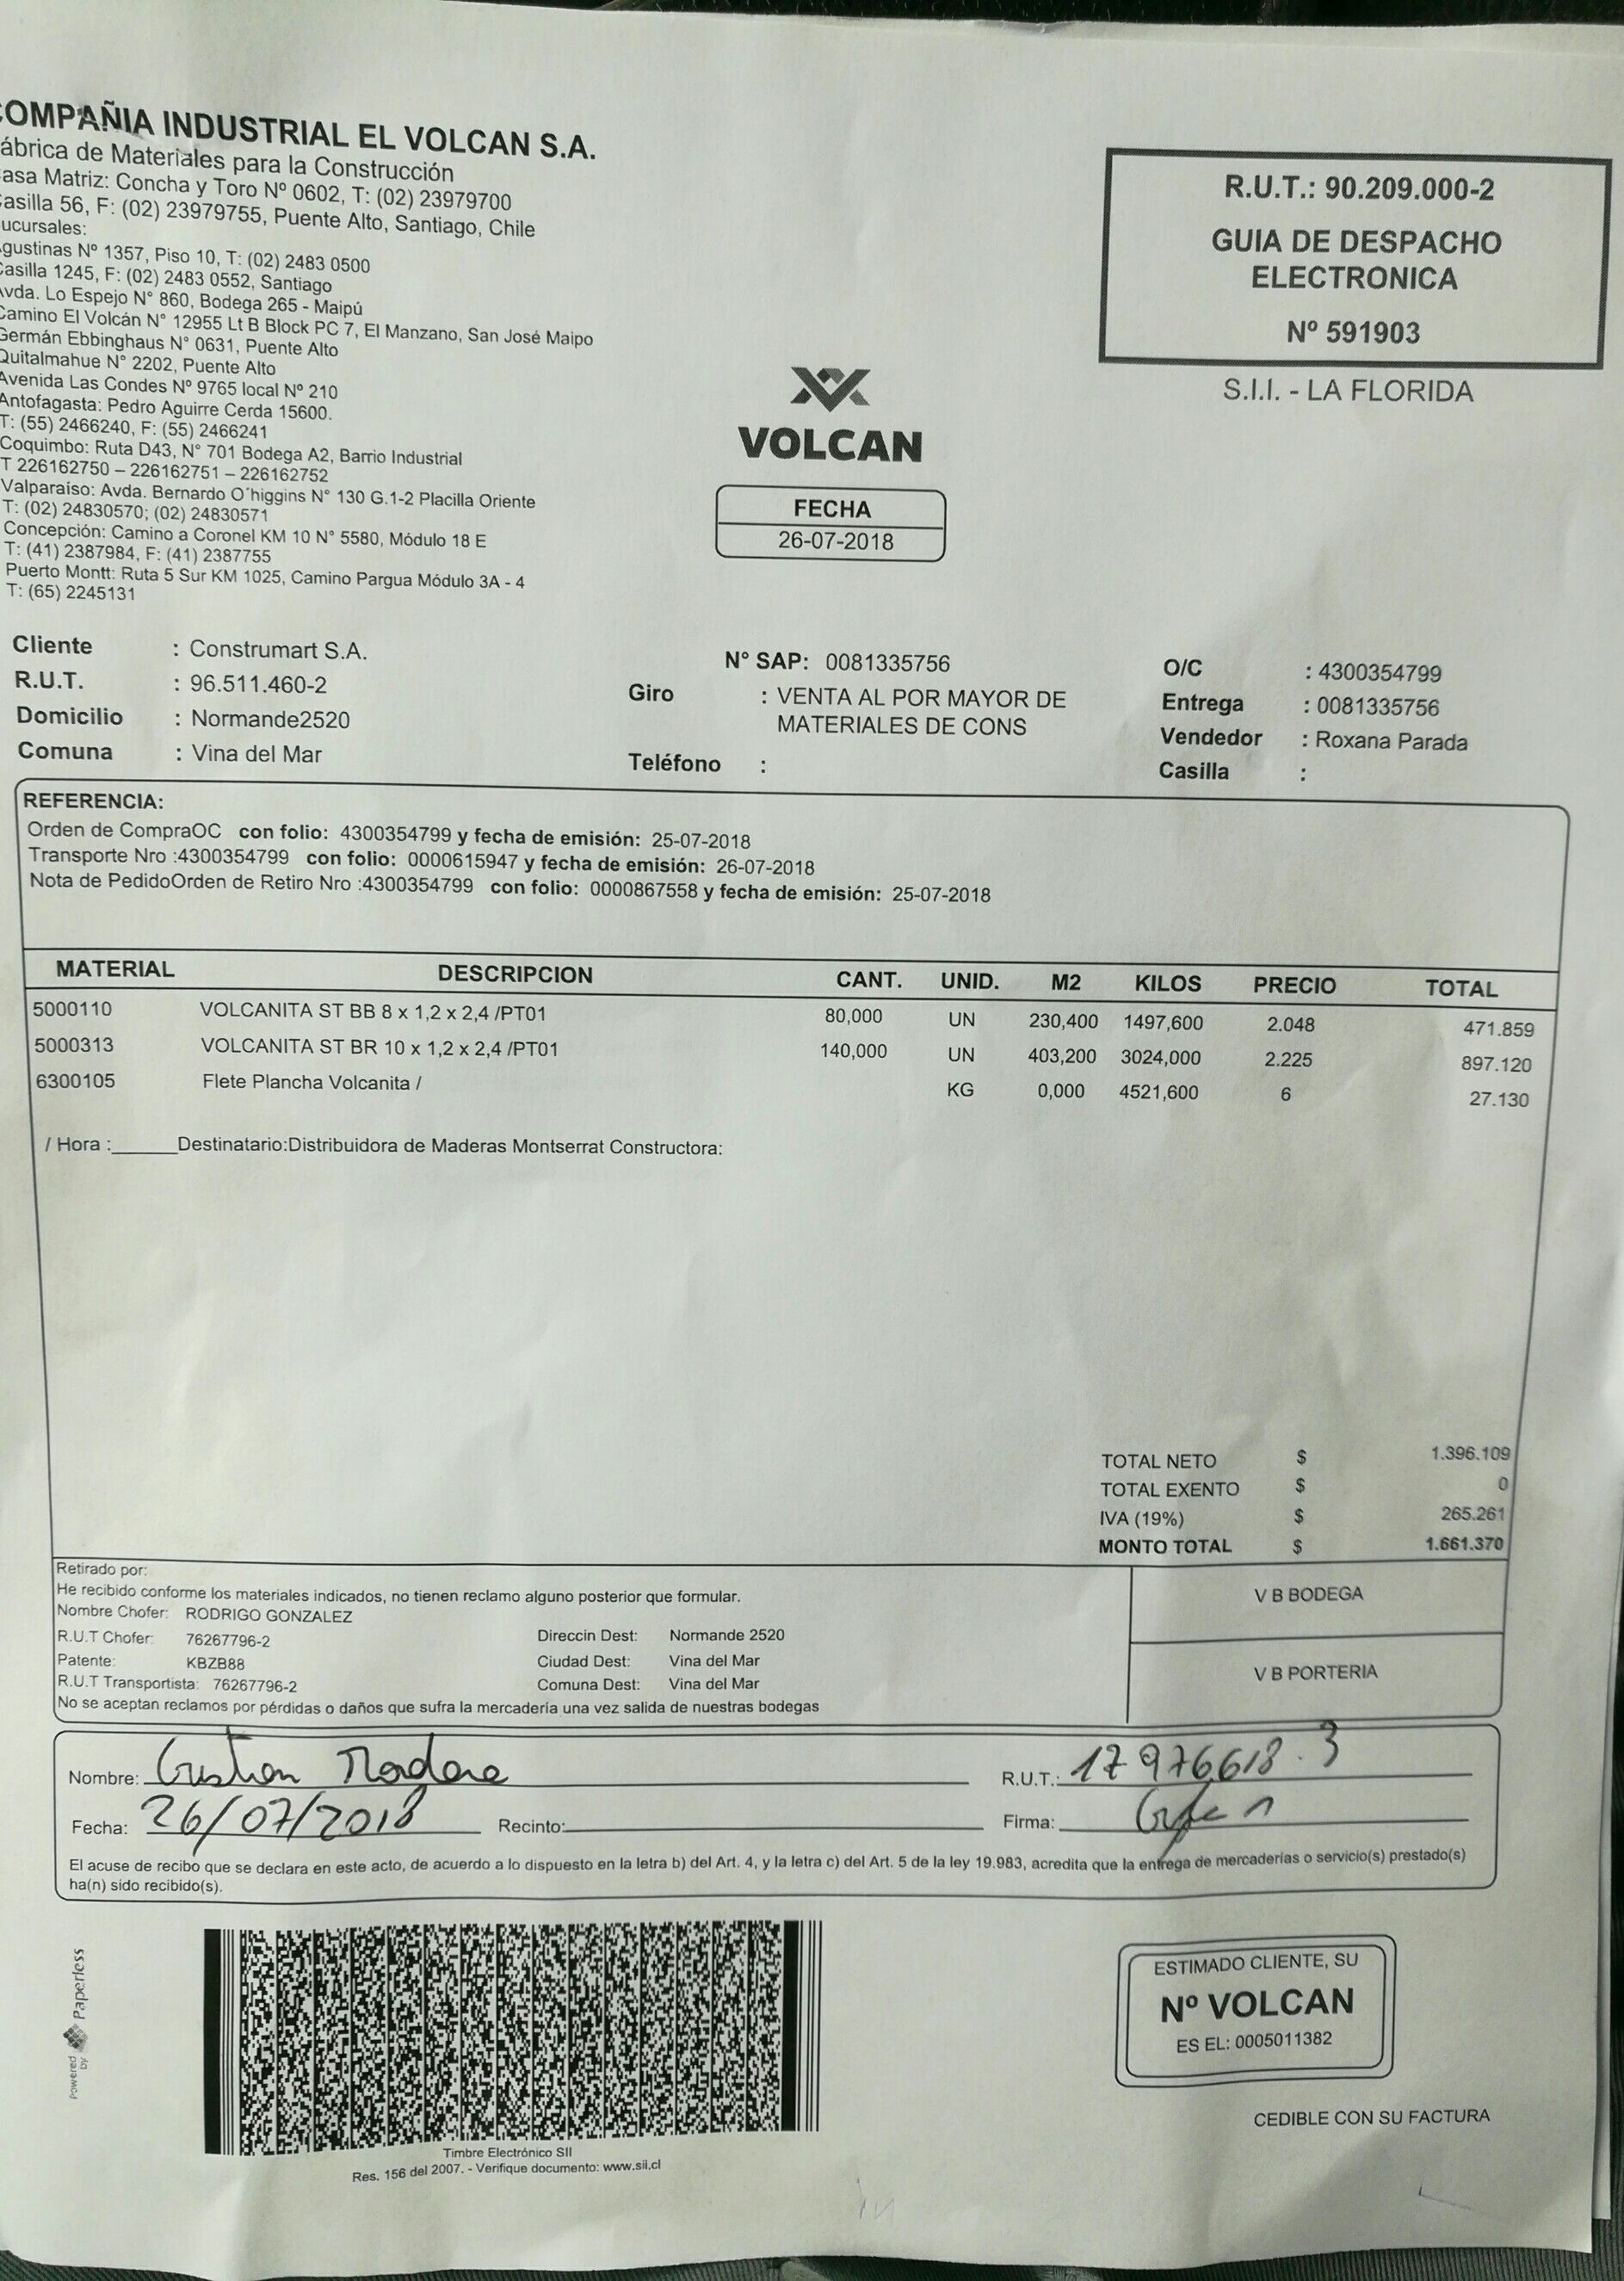 COMPAÑIA INDUSTRIAL EL VOLCAN S.A.
ábrica de Materiales para la Construcción
asa Matriz: Concha y Toro Nº 0602, T: (02) 23979700
asilla 56, F: (02) 23979755, Puente Alto, Santiago, Chile
ucursales:
gustinas Nº 1357, Piso 10, T: (02) 2483 0500
Casilla 1245, F: (02) 2483 0552, Santiago
Avda. Lo Espejo N° 860, Bodega 265 - Maipú
Camino El Volcán N° 12955 Lt B Block PC 7, El Manzano, San José Maipo
Germán Ebbinghaus N° 0631, Puente Alto
Quitalmahue N° 2202, Puente Alto
Avenida Las Condes Nº 9765 local Nº 210
Antofagasta: Pedro Aguirre Cerda 15600.
T: (55) 2466240, F: (55) 2466241
Coquimbo: Ruta D43, N° 701 Bodega A2, Barrio Industrial
T 226162750 – 226162751 – 226162752
Valparaiso: Avda. Bernardo O´higgins N° 130 G.1-2 Placilla Oriente
T: (02) 24830570; (02) 24830571
Concepción: Camino a Coronel KM 10 N° 5580, Módulo 18 E
T: (41) 2387984, F: (41) 2387755
Puerto Montt: Ruta 5 Sur KM 1025, Camino Pargua Módulo 3A - 4
T: (65) 2245131
R.U.T.: 90.209.000-2
GUIA DE DESPACHO
ELECTRONICA
Nº 591903
S.I.I. - LA FLORIDA
VOLCAN
FECHA
26-07-2018
Cliente : Construmart S.A.
R.U.T. : 96.511.460-2
Domicilio : Normande2520
Comuna : Vina del Mar
N° SAP: 0081335756
Giro : VENTA AL POR MAYOR DE
MATERIALES DE CONS
Teléfono :
O/C : 4300354799
Entrega : 0081335756
Vendedor : Roxana Parada
Casilla :
REFERENCIA:
Orden de CompraOC con folio: 4300354799 y fecha de emisión: 25-07-2018
Transporte Nro :4300354799 con folio: 0000615947 y fecha de emisión: 26-07-2018
Nota de PedidoOrden de Retiro Nro :4300354799 con folio: 0000867558 y fecha de emisión: 25-07-2018
MATERIAL DESCRIPCION CANT. UNID. M2 KILOS PRECIO TOTAL
5000110 VOLCANITA ST BB 8 x 1,2 x 2,4 /PT01 80,000 UN 230,400 1497,600 2.048 471.859
5000313 VOLCANITA ST BR 10 x 1,2 x 2,4 /PT01 140,000 UN 403,200 3024,000 2.225 897.120
6300105 Flete Plancha Volcanita / KG 0,000 4521,600 6 27.130
/ Hora :______Destinatario:Distribuidora de Maderas Montserrat Constructora:
TOTAL NETO $ 1.396.109
TOTAL EXENTO $ 0
IVA (19%) $ 265.261
MONTO TOTAL $ 1.661.370
Retirado por:
He recibido conforme los materiales indicados, no tienen reclamo alguno posterior que formular.
Nombre Chofer: RODRIGO GONZALEZ
R.U.T Chofer: 76267796-2 Direccin Dest: Normande 2520
Patente: KBZB88 Ciudad Dest: Vina del Mar
R.U.T Transportista: 76267796-2 Comuna Dest: Vina del Mar
No se aceptan reclamos por pérdidas o daños que sufra la mercadería una vez salida de nuestras bodegas
V B BODEGA
V B PORTERIA
Nombre: R.U.T.: 17976618.3
Fecha: 26/07/2018 Recinto: Firma:
El acuse de recibo que se declara en este acto, de acuerdo a lo dispuesto en la letra b) del Art. 4, y la letra c) del Art. 5 de la ley 19.983, acredita que la entrega de mercaderías o servicio(s) prestado(s)
ha(n) sido recibido(s).
Powered by Paperless
Timbre Electrónico SII
Res. 156 del 2007. - Verifique documento: www.sii.cl
ESTIMADO CLIENTE, SU
Nº VOLCAN
ES EL: 0005011382
CEDIBLE CON SU FACTURA